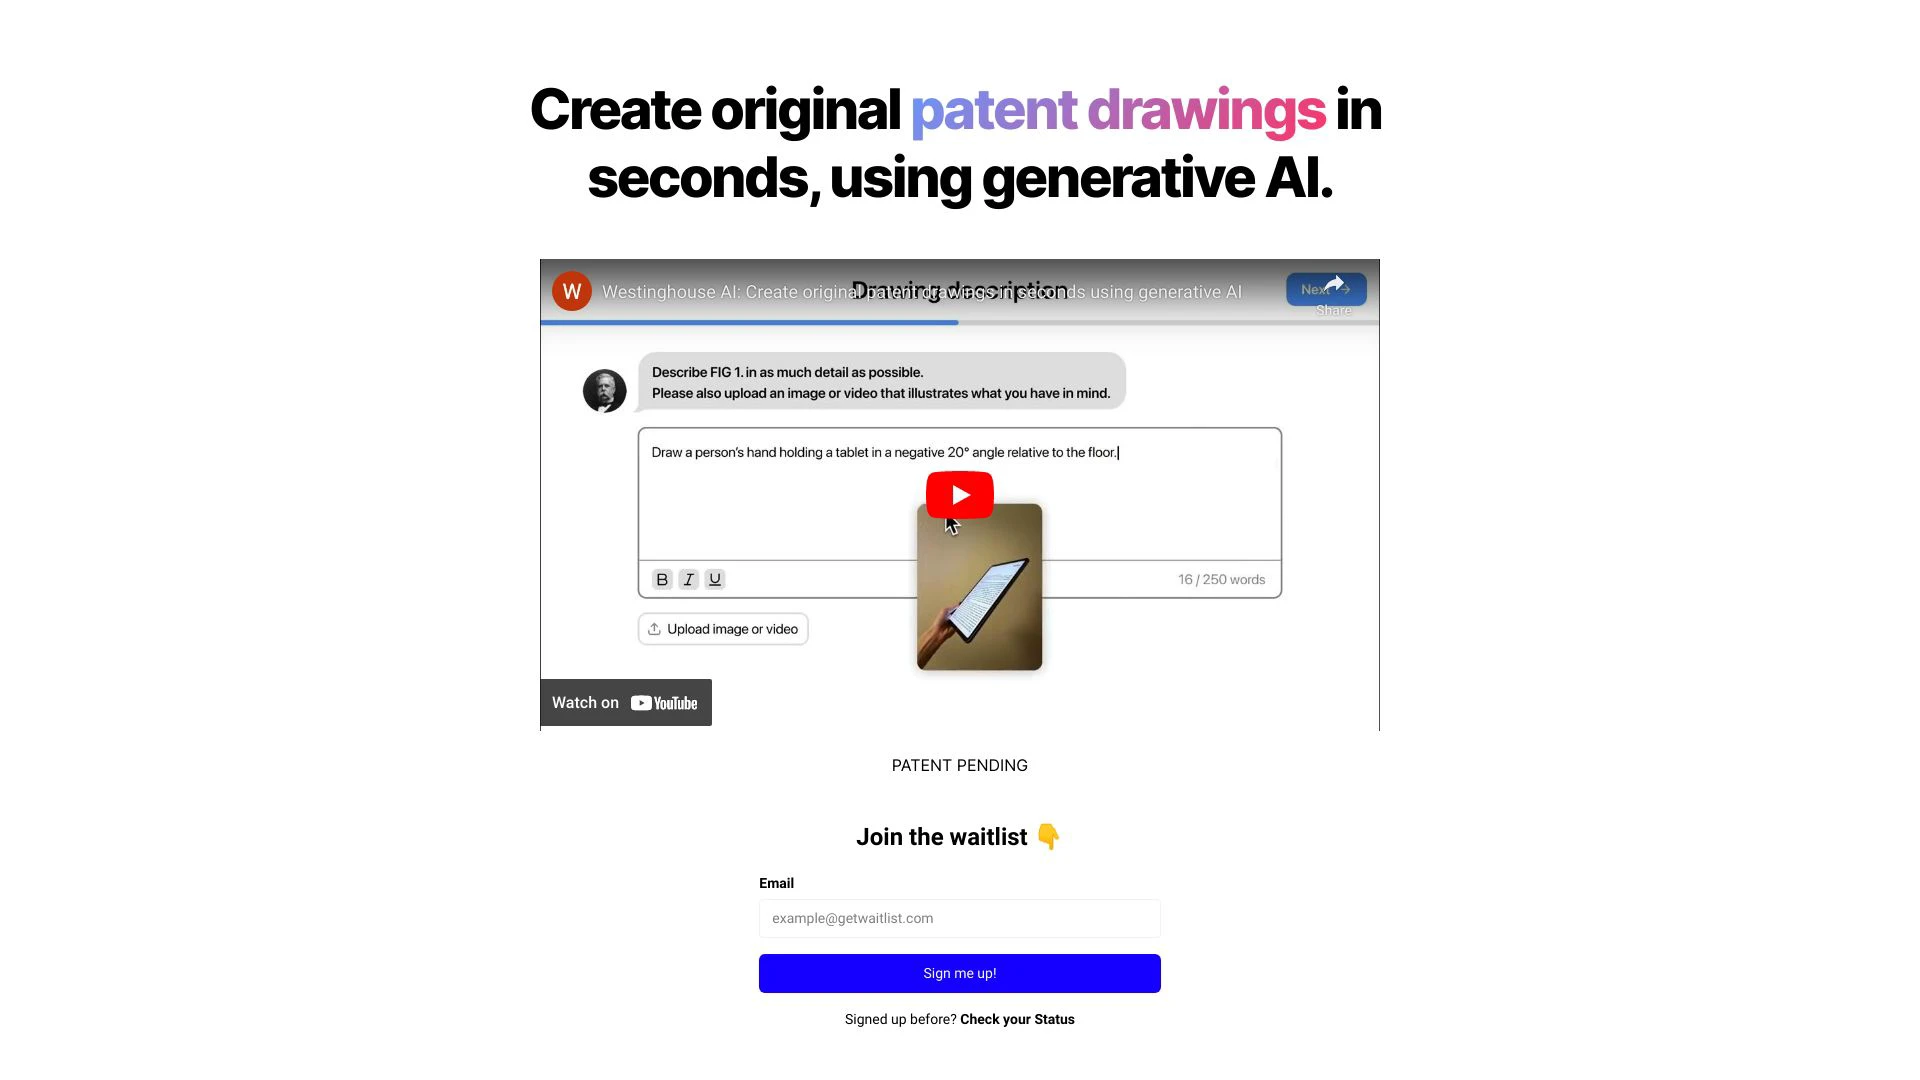 Create original patent drawings in
seconds, using generative AI.
W
Westinghouse AI: Create original patent drawings in seconds using generative AI
Drawing description
Next →
Share
Describe FIG 1. in as much detail as possible.
Please also upload an image or video that illustrates what you have in mind.
Draw a person's hand holding a tablet in a negative 20° angle relative to the floor.
B I U
16 / 250 words
Upload image or video
Watch on YouTube
PATENT PENDING
Join the waitlist 👇
Email
example@getwaitlist.com
Sign me up!
Signed up before? Check your Status